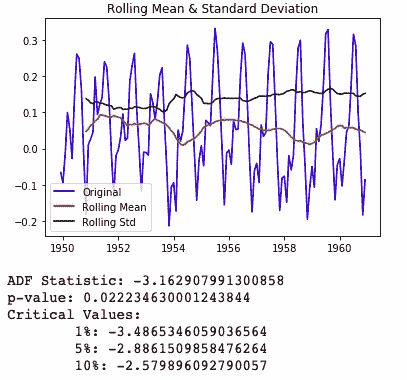 Rolling Mean & Standard Deviation
0.3
0.2
0.1
0.0
−0.1
−0.2
Original
Rolling Mean
Rolling Std
1950 1952 1954 1956 1958 1960
ADF Statistic: -3.162907991300858
p-value: 0.022234630001243844
Critical Values:
1%: -3.4865346059036564
5%: -2.8861509858476264
10%: -2.579896092790057